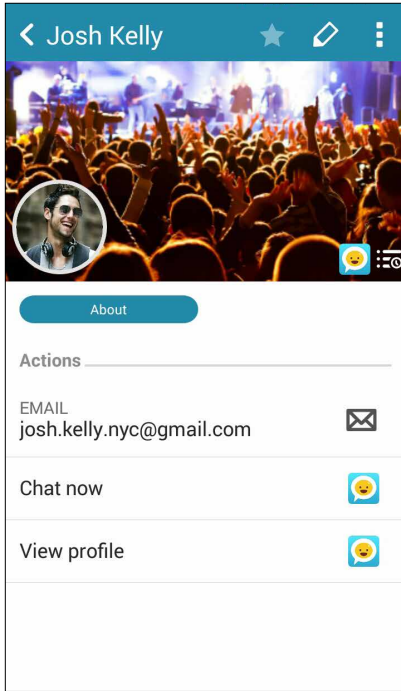 Josh Kelly
About
Actions
EMAIL
josh.kelly.nyc@gmail.com
Chat now
View profile